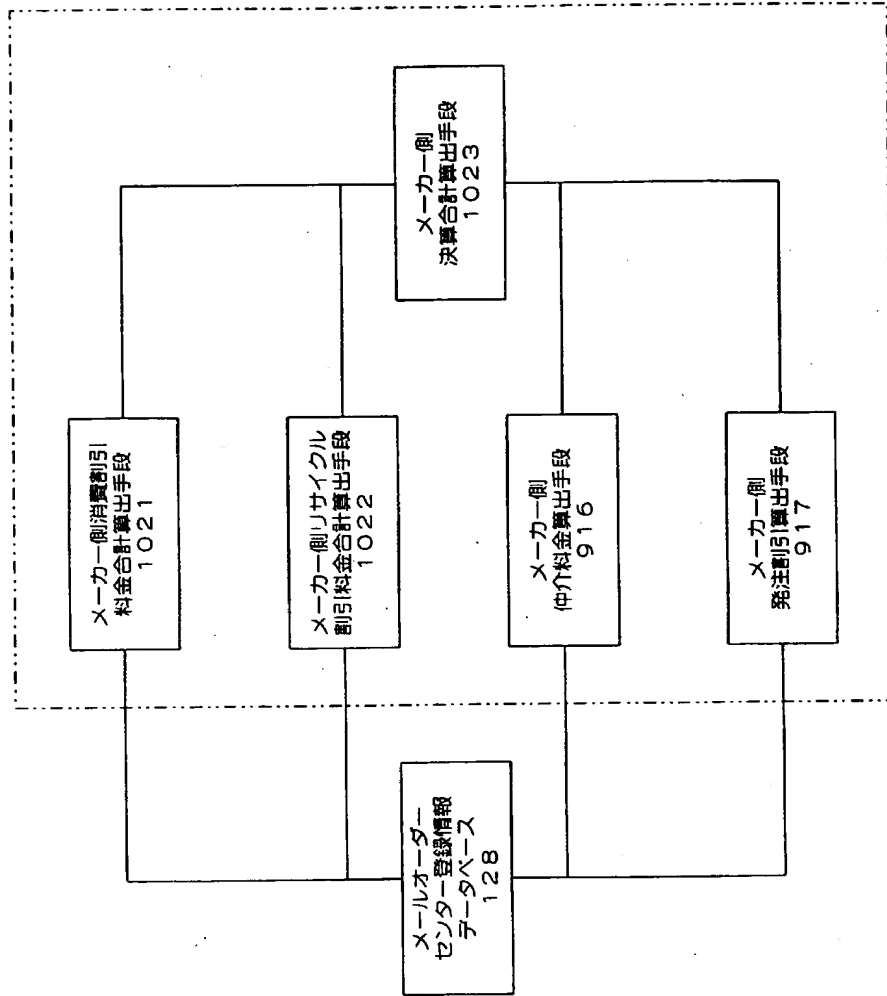 メーカー側消費割引
料金合計算出手段
1021
メーカー側リサイクル
割引料金合計算出手段
1022
メーカー側
仲介料金算出手段
916
メーカー側
発注割引算出手段
917
メーカー側
決算合計算出手段
1023
メールオーダー
センター登録情報
データベース
128